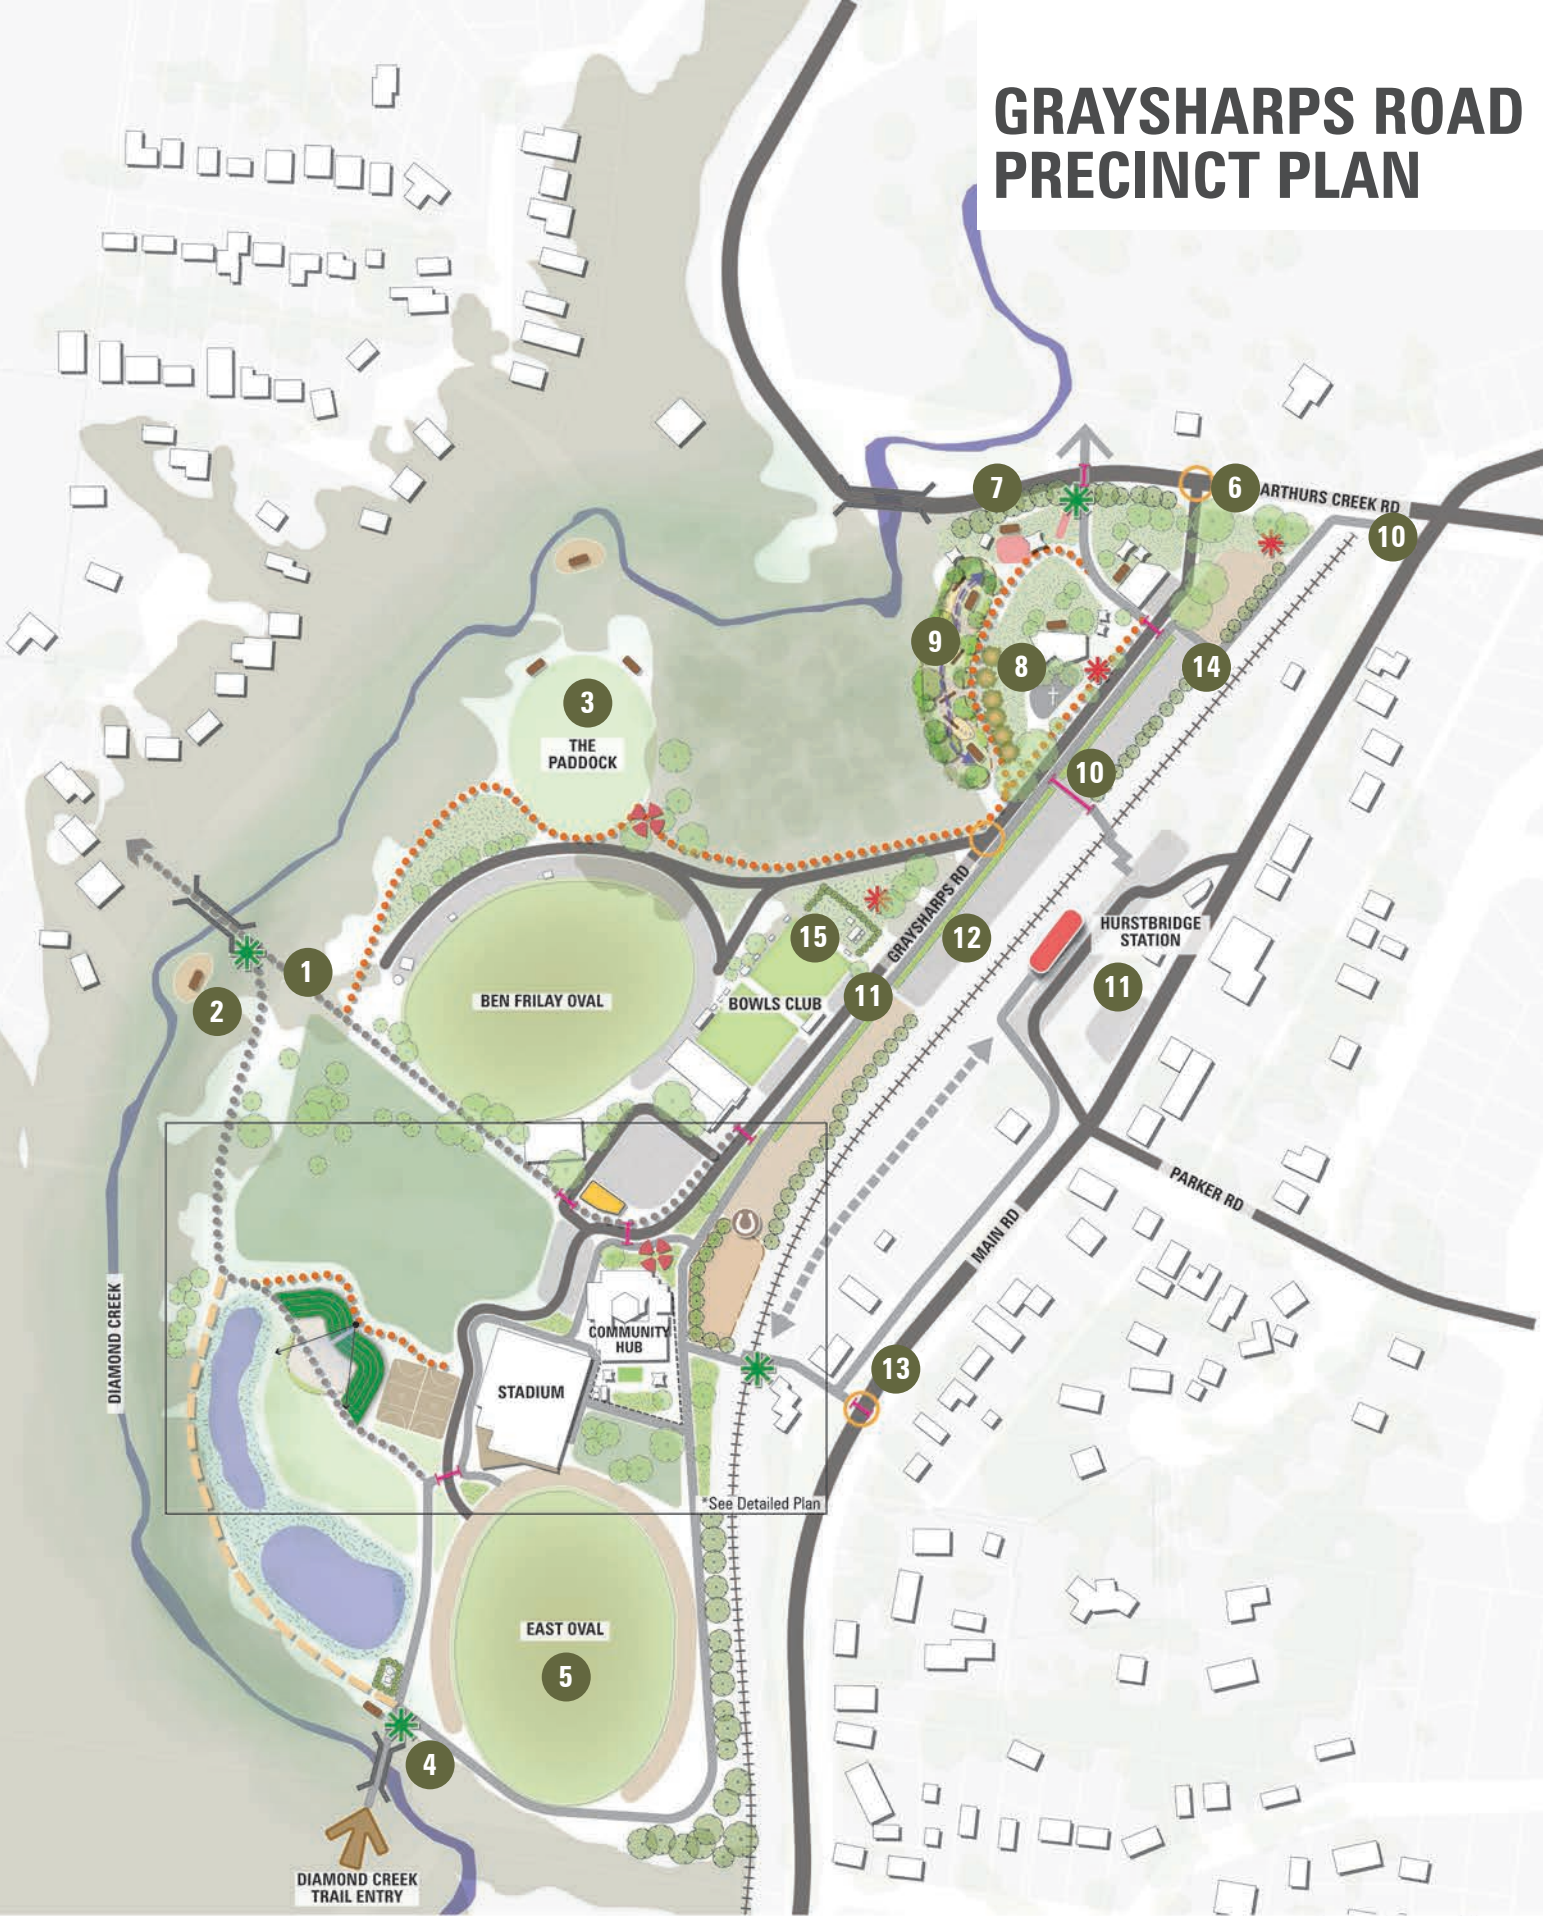 GRAYSHARPS ROAD
PRECINCT PLAN
7
6
ARTHURS CREEK RD
10
9
8
14
3
THE
PADDOCK
10
GRAYSHARPS RD
HURSTBRIDGE
STATION
15
12
1
11
11
2
BEN FRILAY OVAL
BOWLS CLUB
PARKER RD
MAIN RD
DIAMOND CREEK
COMMUNITY
HUB
13
STADIUM
*See Detailed Plan
EAST OVAL
5
4
DIAMOND CREEK
TRAIL ENTRY